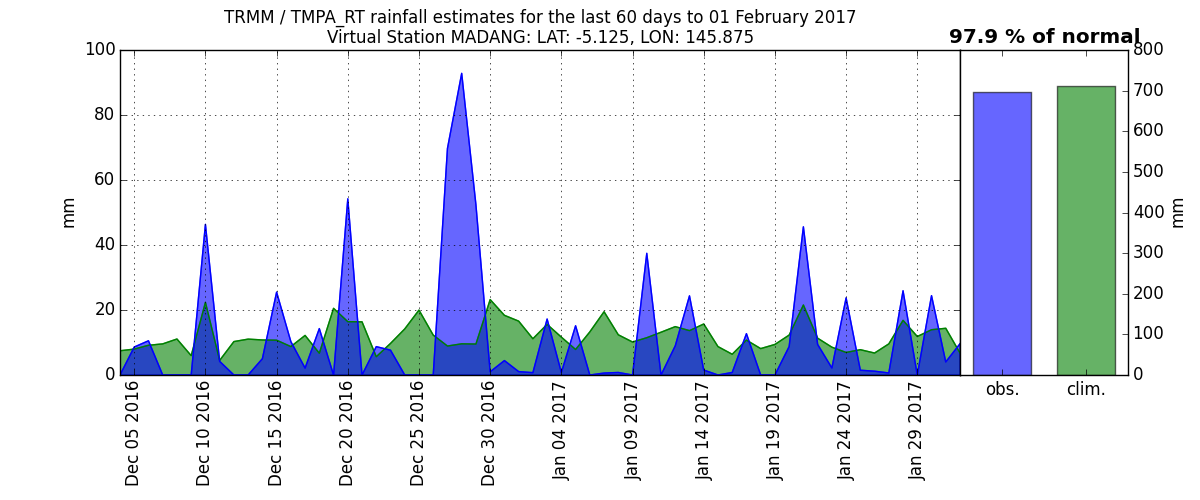 TRMM / TMPA_RT rainfall estimates for the last 60 days to 01 February 2017
Virtual Station MADANG: LAT: -5.125, LON: 145.875
97.9 % of normal
100
80
60
40
20
0
mm
800
700
600
500
400
300
200
100
0
mm
Dec 05 2016
Dec 10 2016
Dec 15 2016
Dec 20 2016
Dec 25 2016
Dec 30 2016
Jan 04 2017
Jan 09 2017
Jan 14 2017
Jan 19 2017
Jan 24 2017
Jan 29 2017
obs.
clim.